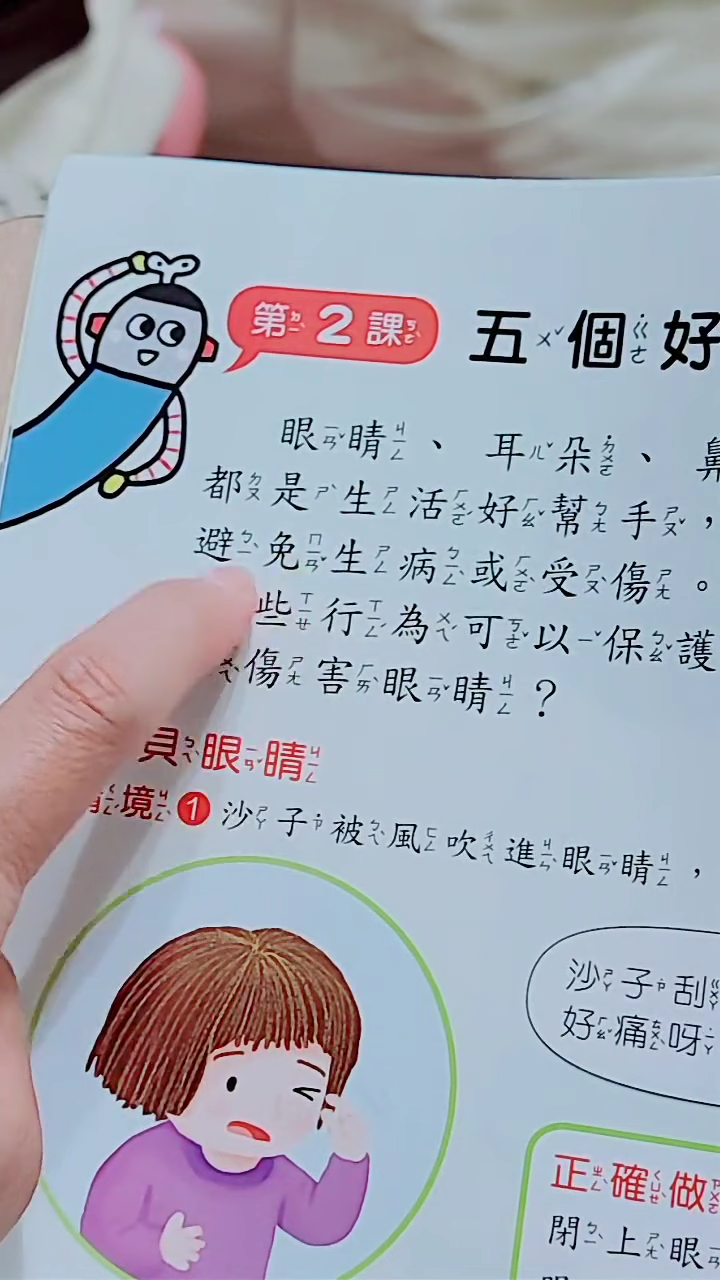 第2課 五個好
眼睛、耳朵、鼻
都是生活好幫手，
避免生病或受傷。
些行為可以保護
傷害眼睛？
眼睛
境 1 沙子被風吹進眼睛，
沙子刮
好痛呀
正確做
閉上眼